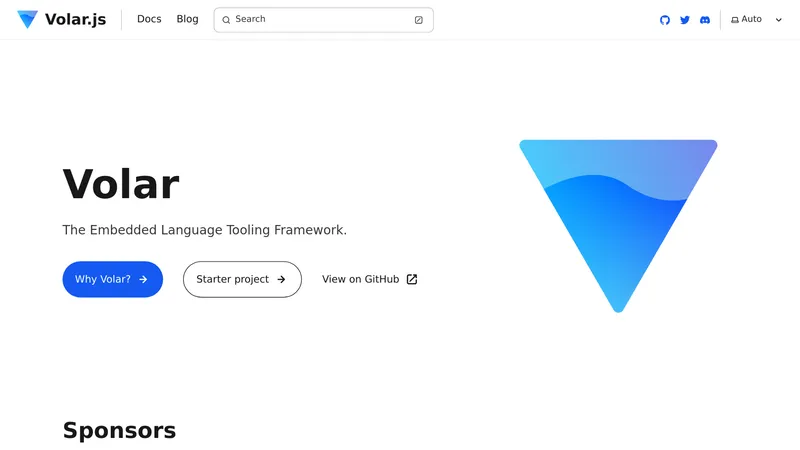 Volar.js
Docs
Blog
Search
Auto
Volar
The Embedded Language Tooling Framework.
Why Volar?
Starter project
View on GitHub
Sponsors